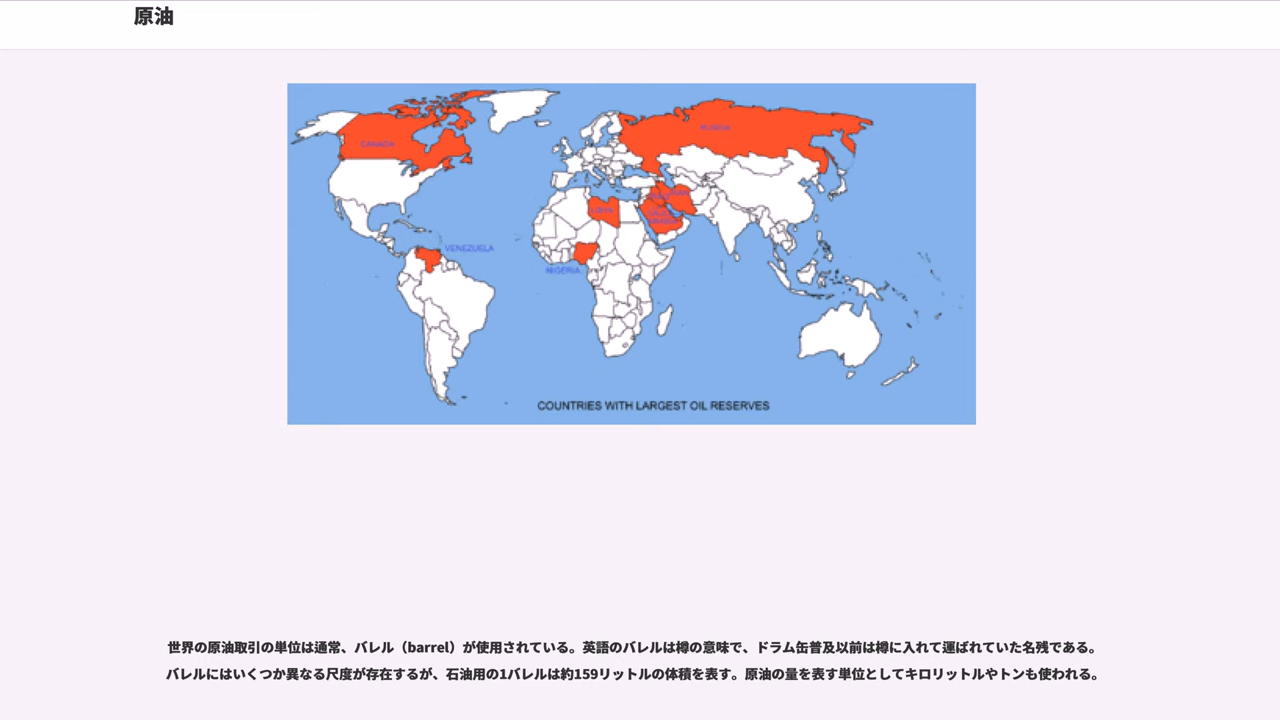 原油
CANADA
RUSSIA
IRAN
LIBYA
SAUDI
ARABIA
VENEZUELA
NIGERIA
COUNTRIES WITH LARGEST OIL RESERVES
世界の原油取引の単位は通常、バレル（barrel）が使用されている。英語のバレルは樽の意味で、ドラム缶普及以前は樽に入れて運ばれていた名残である。
バレルにはいくつか異なる尺度が存在するが、石油用の1バレルは約159リットルの体積を表す。原油の量を表す単位としてキロリットルやトンも使われる。